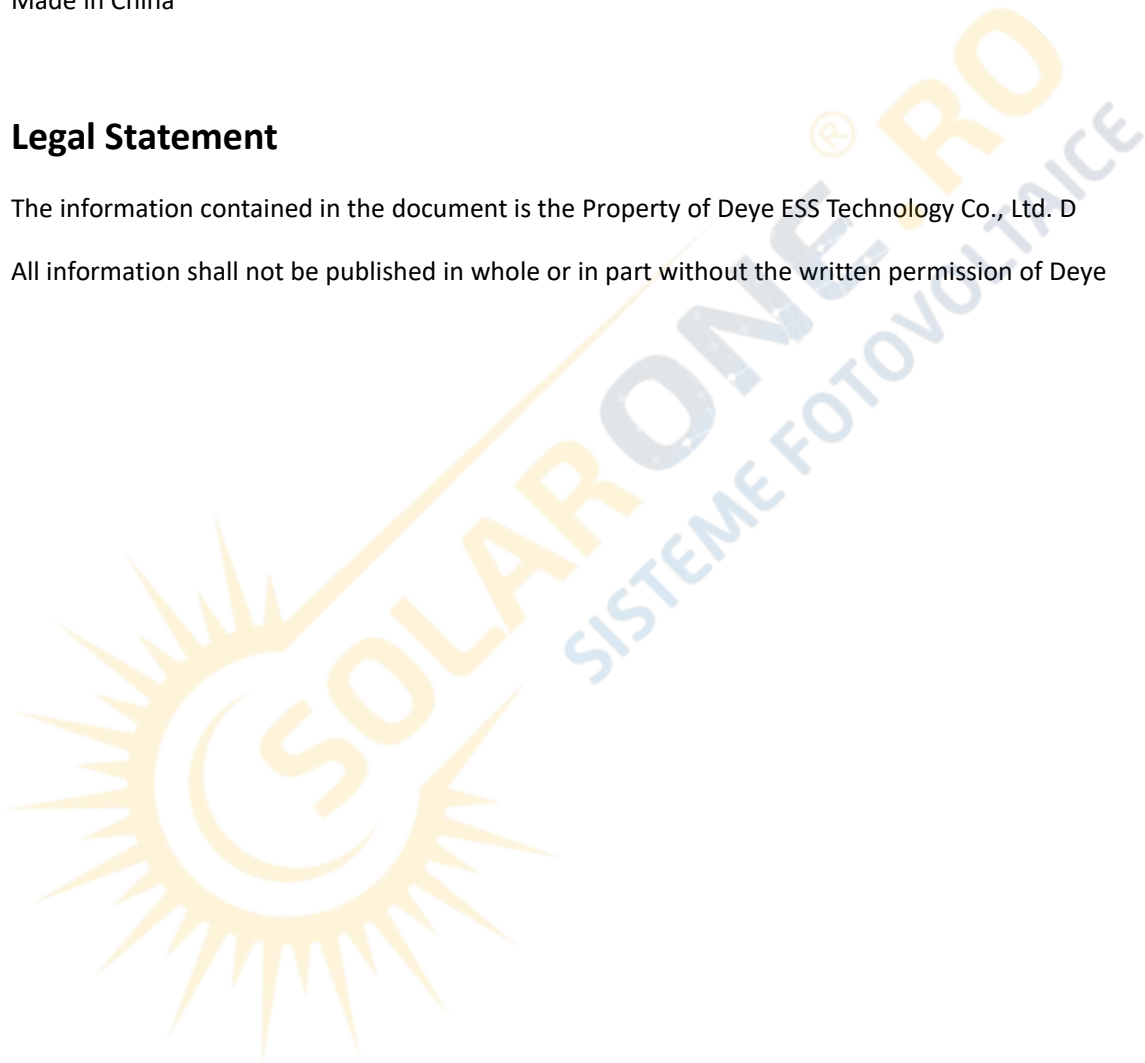 Made in China
Legal Statement
The information contained in the document is the Property of Deye ESS Technology Co., Ltd. D
All information shall not be published in whole or in part without the written permission of Deye
SOLARONE.RO ®
SISTEME FOTOVOLTAICE